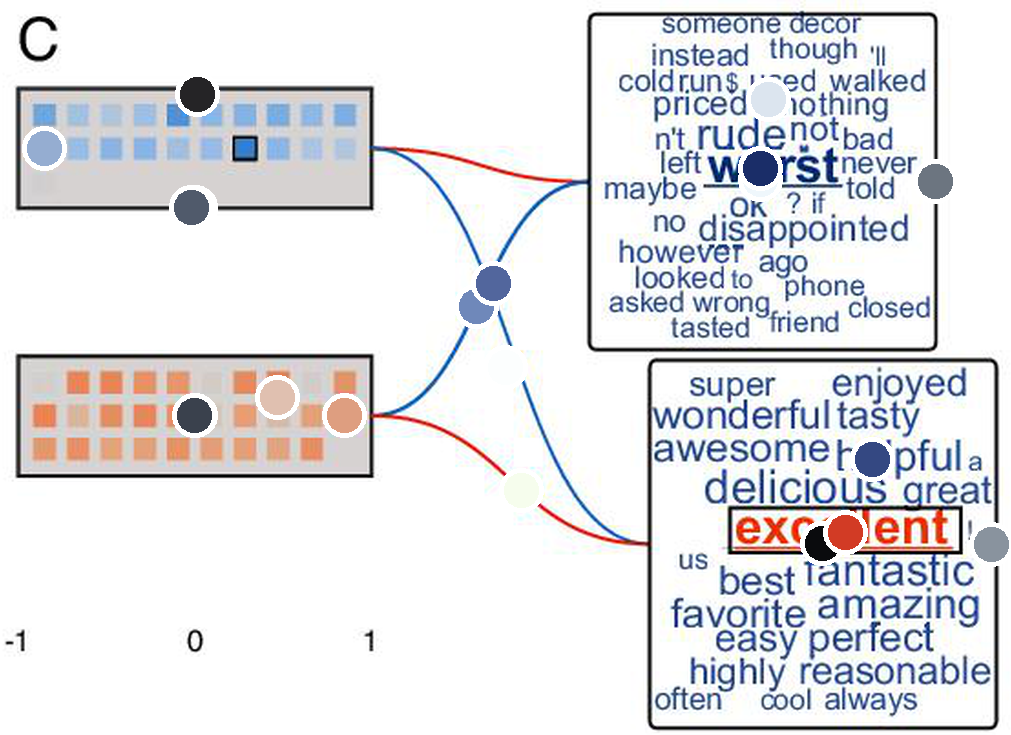 C
someone decor
instead though 'll
cold run $ used walked
priced nothing
n't rude not bad
left worst never
maybe told
ok ? if
no disappointed
however ago
looked to phone
asked wrong closed
tasted friend
super enjoyed
wonderful tasty
awesome helpful a
delicious great
excellent !
us fantastic
best
favorite amazing
easy perfect
highly reasonable
often cool always
-1 0 1